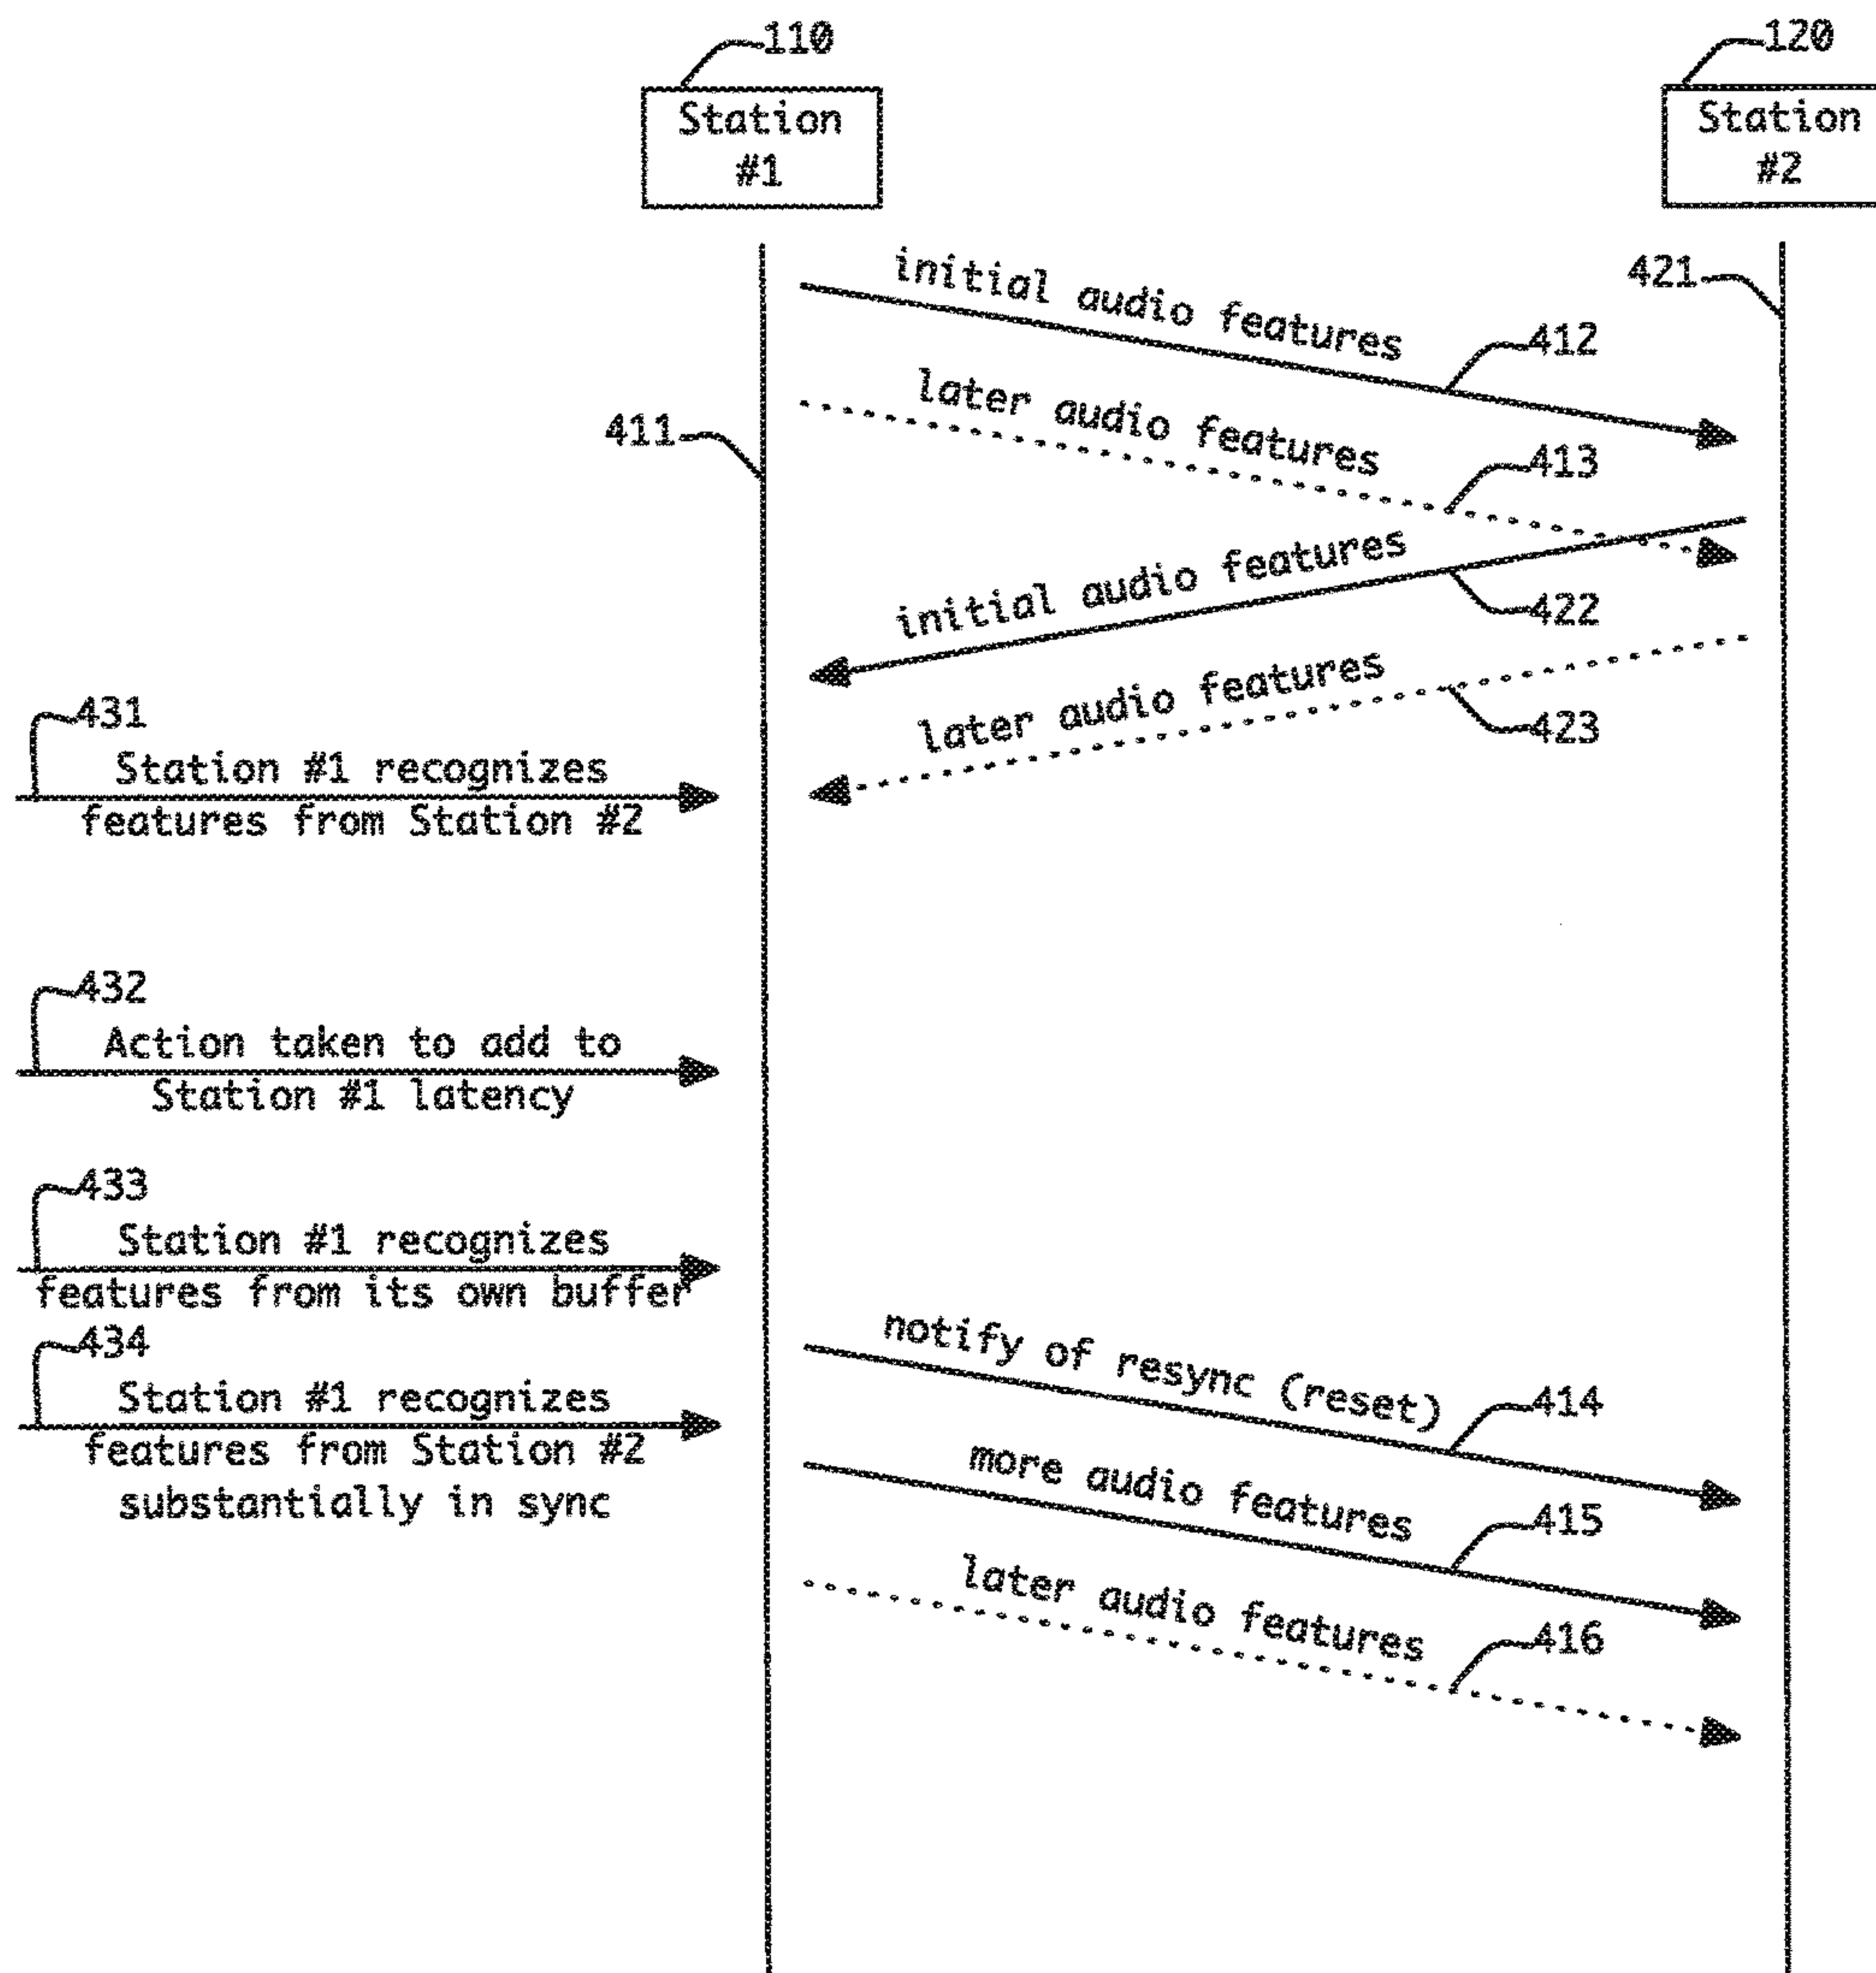 110
120
Station
#1
Station
#2
421
initial audio features
412
later audio features
411
413
initial audio features
422
later audio features
423
431
Station #1 recognizes
features from Station #2
432
Action taken to add to
Station #1 latency
433
Station #1 recognizes
features from its own buffer
434
Station #1 recognizes
features from Station #2
substantially in sync
notify of resync (reset)
414
more audio features
415
later audio features
416